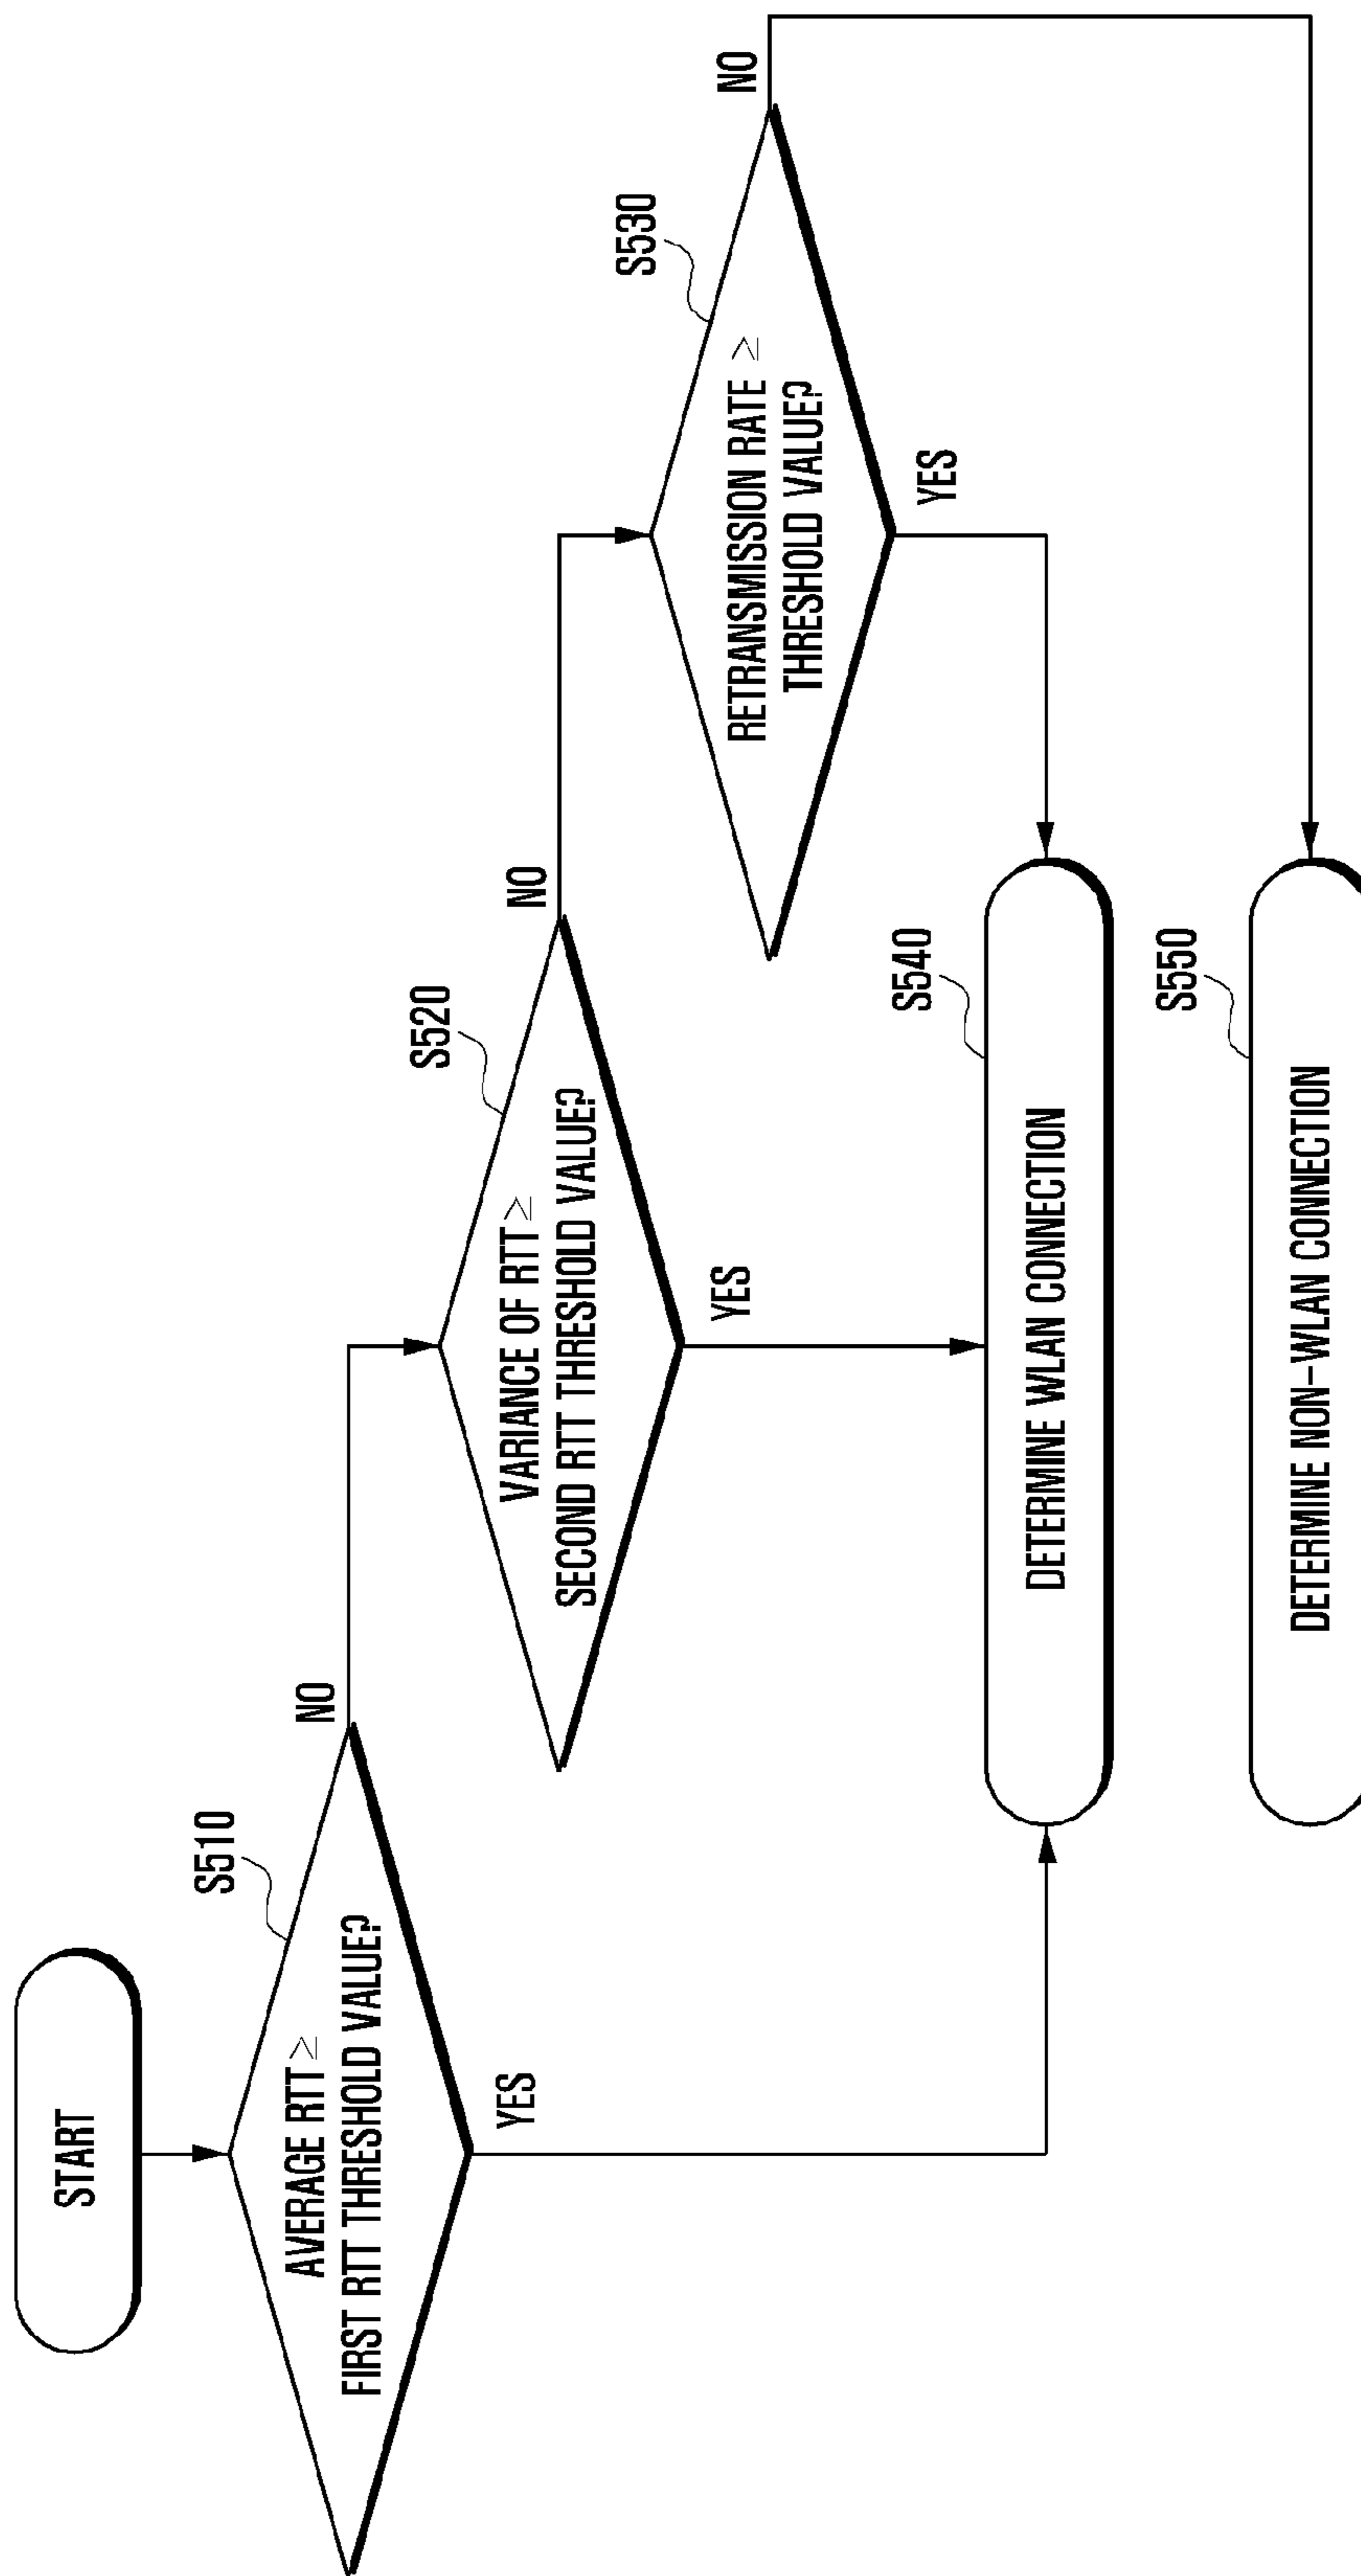 START
S510
AVERAGE RTT ≥
FIRST RTT THRESHOLD VALUE?
NO
YES
S520
VARIANCE OF RTT ≥
SECOND RTT THRESHOLD VALUE?
NO
YES
S530
RETRANSMISSION RATE ≥
THRESHOLD VALUE?
NO
YES
S540
DETERMINE WLAN CONNECTION
S550
DETERMINE NON-WLAN CONNECTION